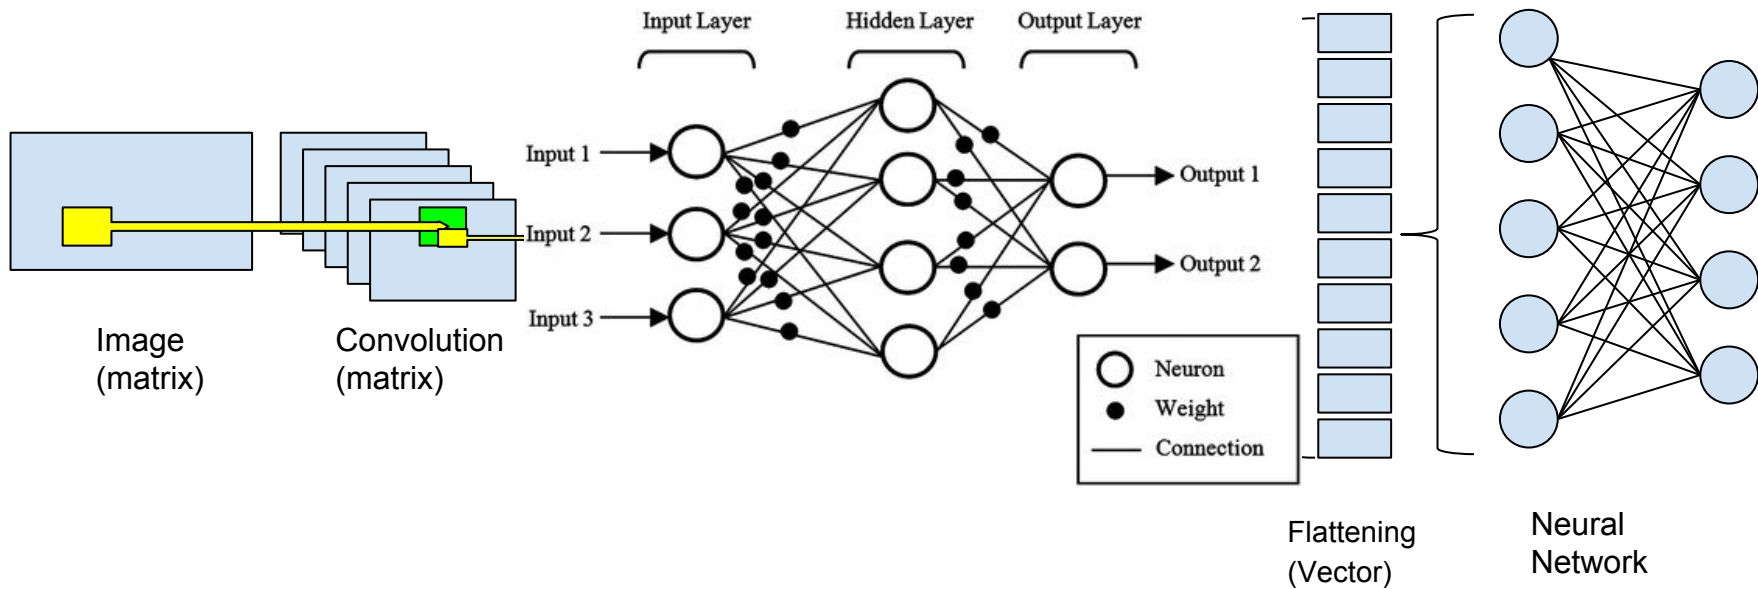 Input Layer
Hidden Layer
Output Layer
Input 1
Input 2
Input 3
Output 1
Output 2
Neuron
Weight
Connection
Image
(matrix)
Convolution
(matrix)
Flattening
(Vector)
Neural
Network